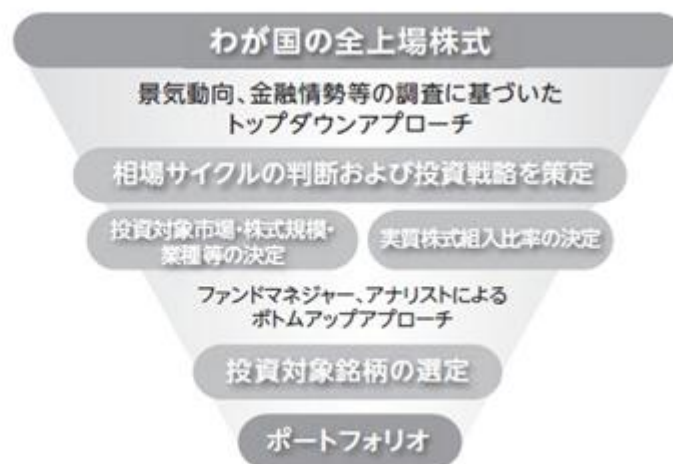 わが国の全上場株式
景気動向、金融情勢等の調査に基づいた
トップダウンアプローチ
相場サイクルの判断および投資戦略を策定
投資対象市場・株式規模・
業種等の決定
実質株式組入比率の決定
ファンドマネジャー、アナリストによる
ボトムアップアプローチ
投資対象銘柄の選定
ポートフォリオ